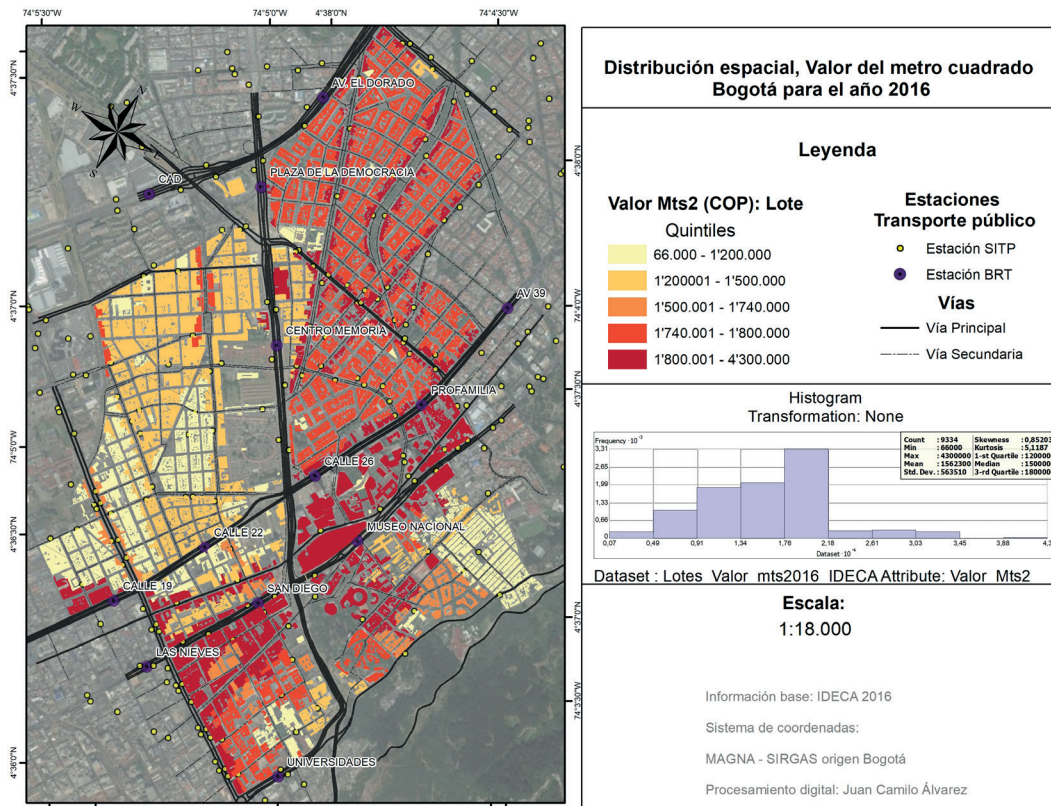 74°5'30"W
74°5'0"W
4°38'0"N
74°4'30"W
4°37'30"N
4°37'0"N
74°5'0"W
4°36'30"N
4°36'0"N
4°38'0"N
74°4'0"W
4°37'30"N
4°37'0"N
74°3'30"W
N
W
S
AV. EL DORADO
CAD
PLAZA DE LA DEMOCRACIA
AV 39
CENTRO MEMORIA
PROFAMILIA
CALLE 26
MUSEO NACIONAL
CALLE 22
CALLE 19
SAN DIEGO
LAS NIEVES
UNIVERSIDADES
Distribución espacial, Valor del metro cuadrado
Bogotá para el año 2016
Leyenda
Valor Mts2 (COP): Lote
Quintiles
66.000 - 1'200.000
1'200001 - 1'500.000
1'500.001 - 1'740.000
1'740.001 - 1'800.000
1'800.001 - 4'300.000
Estaciones
Transporte público
Estación SITP
Estación BRT
Vías
Vía Principal
Vía Secundaria
Histogram
Transformation: None
Frequency
3,31
2,65
1,99
1,33
0,66
0
0,07 0,49 0,91 1,34 1,76 2,18 2,61 3,03 3,45 3,88 4,3
Dataset
Count : 9334 Skewness : 0,85203
Min : 66000 Kurtosis : 5,1187
Max : 4300000 1-st Quartile : 120000
Mean : 1562300 Median : 150000
Std. Dev. : 563510 3-rd Quartile : 180000
Dataset : Lotes_Valor_mts2016_IDECA Attribute: Valor_Mts2
Escala:
1:18.000
Información base: IDECA 2016
Sistema de coordenadas:
MAGNA - SIRGAS origen Bogotá
Procesamiento digital: Juan Camilo Álvarez